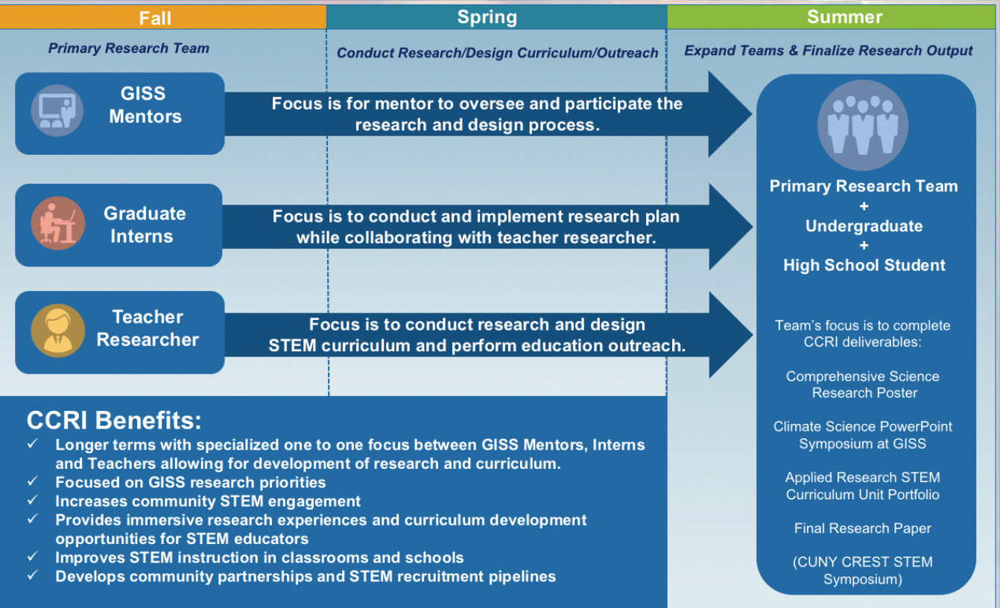 Fall
Spring
Summer
Primary Research Team
Conduct Research/Design Curriculum/Outreach
Expand Teams & Finalize Research Output
GISS
Mentors
Focus is for mentor to oversee and participate the
research and design process.
Graduate
Interns
Focus is to conduct and implement research plan
while collaborating with teacher researcher.
Teacher
Researcher
Focus is to conduct research and design
STEM curriculum and perform education outreach.
Primary Research Team
+
Undergraduate
+
High School Student
Team's focus is to complete
CCRI deliverables:
Comprehensive Science
Research Poster
Climate Science PowerPoint
Symposium at GISS
Applied Research STEM
Curriculum Unit Portfolio
Final Research Paper
(CUNY CREST STEM
Symposium)
CCRI Benefits:
✓ Longer terms with specialized one to one focus between GISS Mentors, Interns
and Teachers allowing for development of research and curriculum.
✓ Focused on GISS research priorities
✓ Increases community STEM engagement
✓ Provides immersive research experiences and curriculum development
opportunities for STEM educators
✓ Improves STEM instruction in classrooms and schools
✓ Develops community partnerships and STEM recruitment pipelines